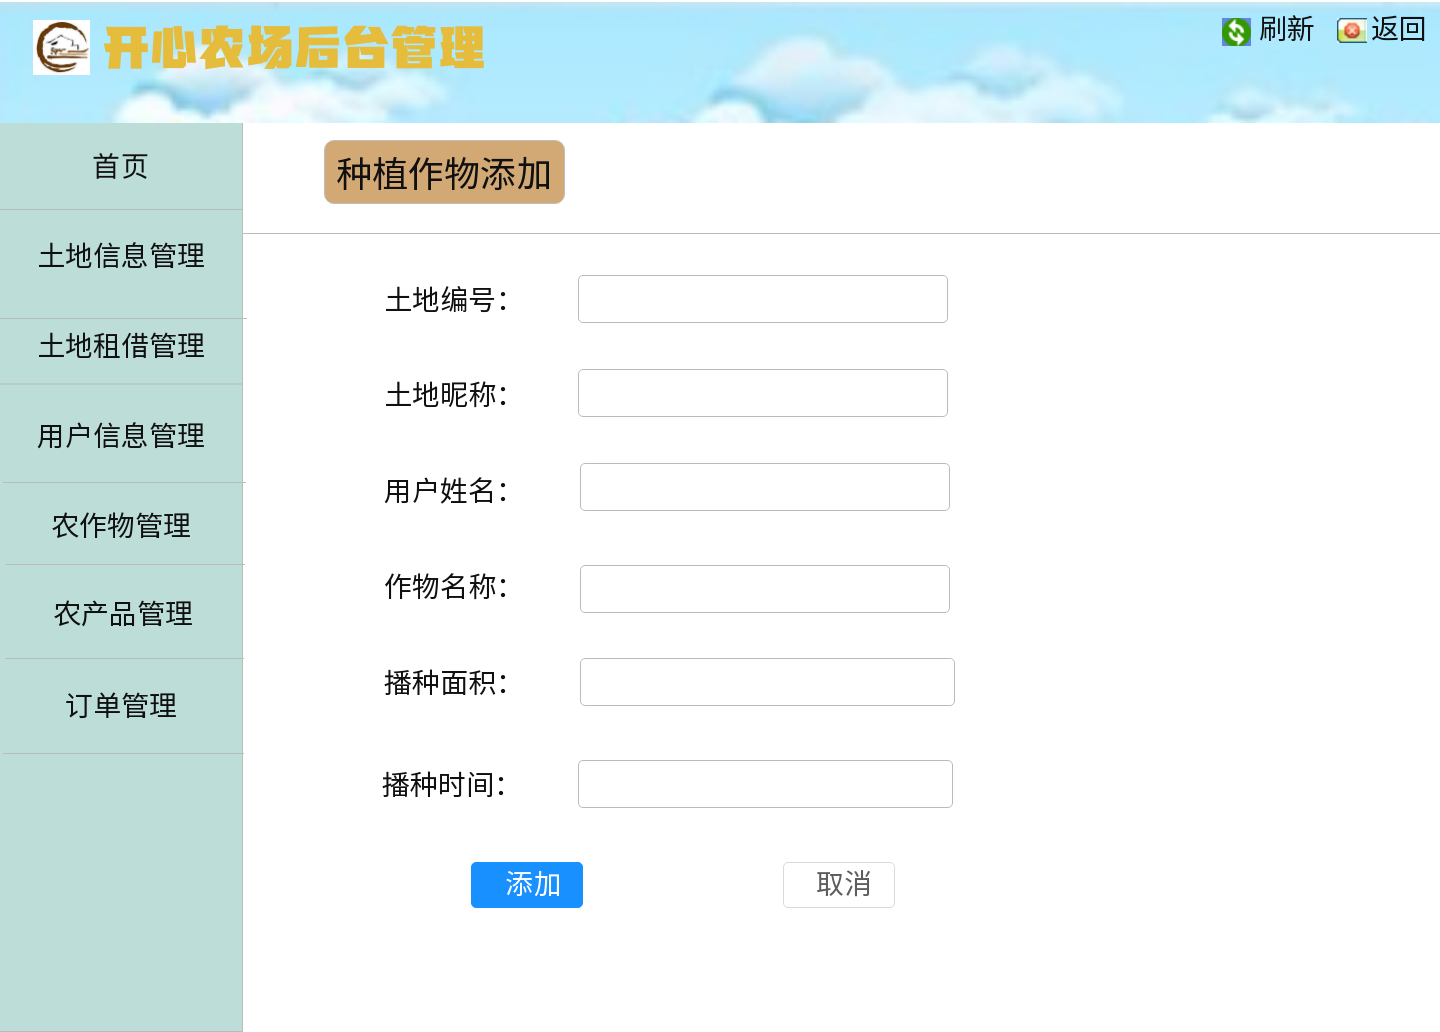 开心农场后台管理
刷新
返回
首页
土地信息管理
土地租借管理
用户信息管理
农作物管理
农产品管理
订单管理
种植作物添加
土地编号：
土地昵称：
用户姓名：
作物名称：
播种面积：
播种时间：
添加
取消